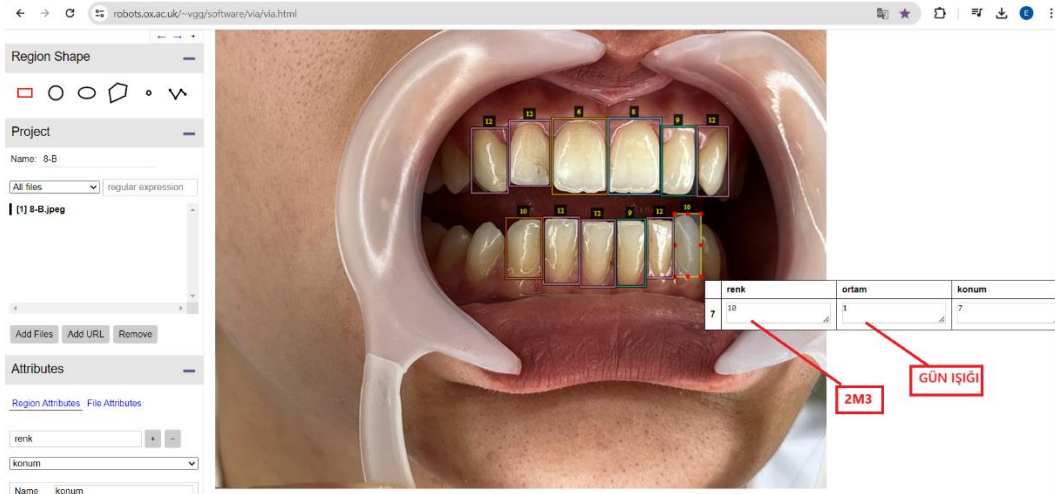 robots.ox.ac.uk/~vgg/software/via/via.html
Region Shape
Project
Name: 8-B
All files
regular expression
[1] 8-B.jpeg
Add Files
Add URL
Remove
Attributes
Region Attributes
File Attributes
renk
+
−
konum
Name
konum
12
12
6
8
9
12
10
12
12
9
12
10
renk
ortam
konum
7
10
1
7
2M3
GÜN IŞIĞI